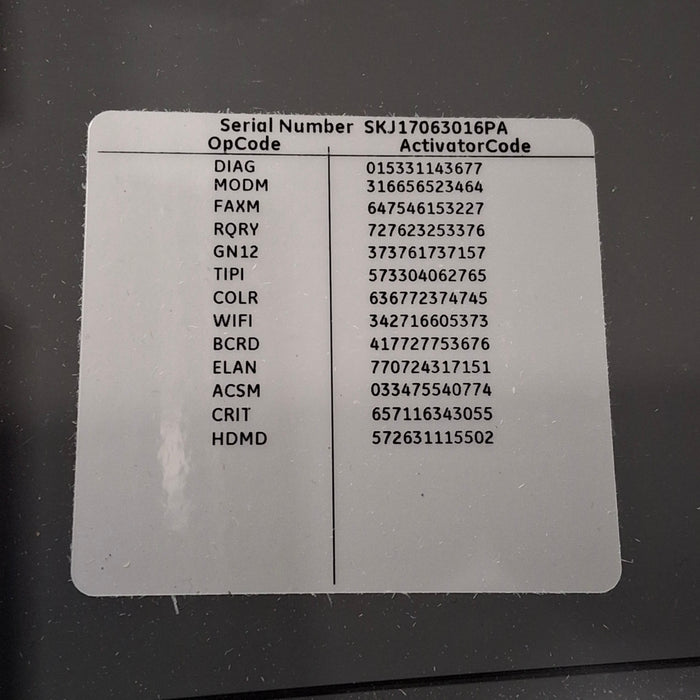 Serial Number SKJ17063016PA
OpCode ActivatorCode
DIAG 015331143677
MODM 316656523464
FAXM 647546153227
RQRY 727623253376
GN12 373761737157
TIPI 573304062765
COLR 636772374745
WIFI 342716605373
BCRD 417727753676
ELAN 770724317151
ACSM 033475540774
CRIT 657116343055
HDMD 572631115502